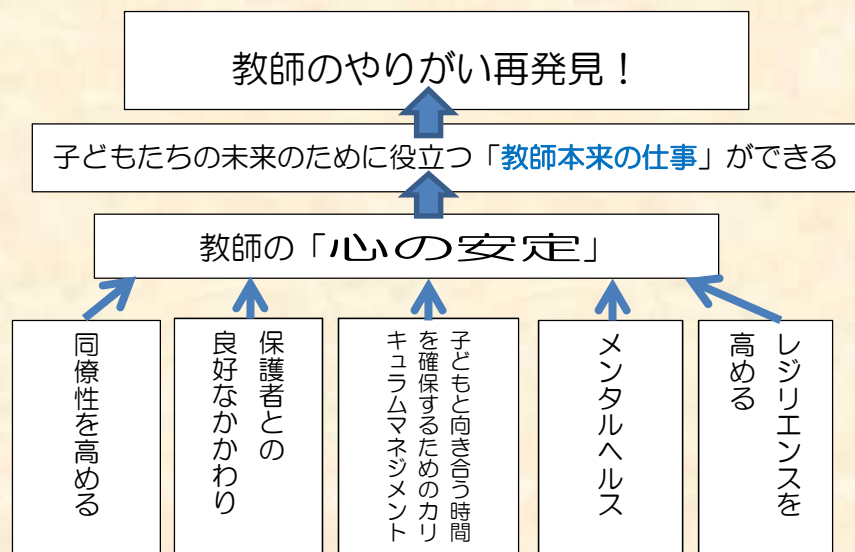 教師のやりがい再発見！
子どもたちの未来のために役立つ「教師本来の仕事」ができる
教師の「心の安定」
同僚性を高める
保護者との
良好なかかわり
子どもと向き合う時間
を確保するためのカリ
キュラムマネジメント
メンタルヘルス
レジリエンスを
高める